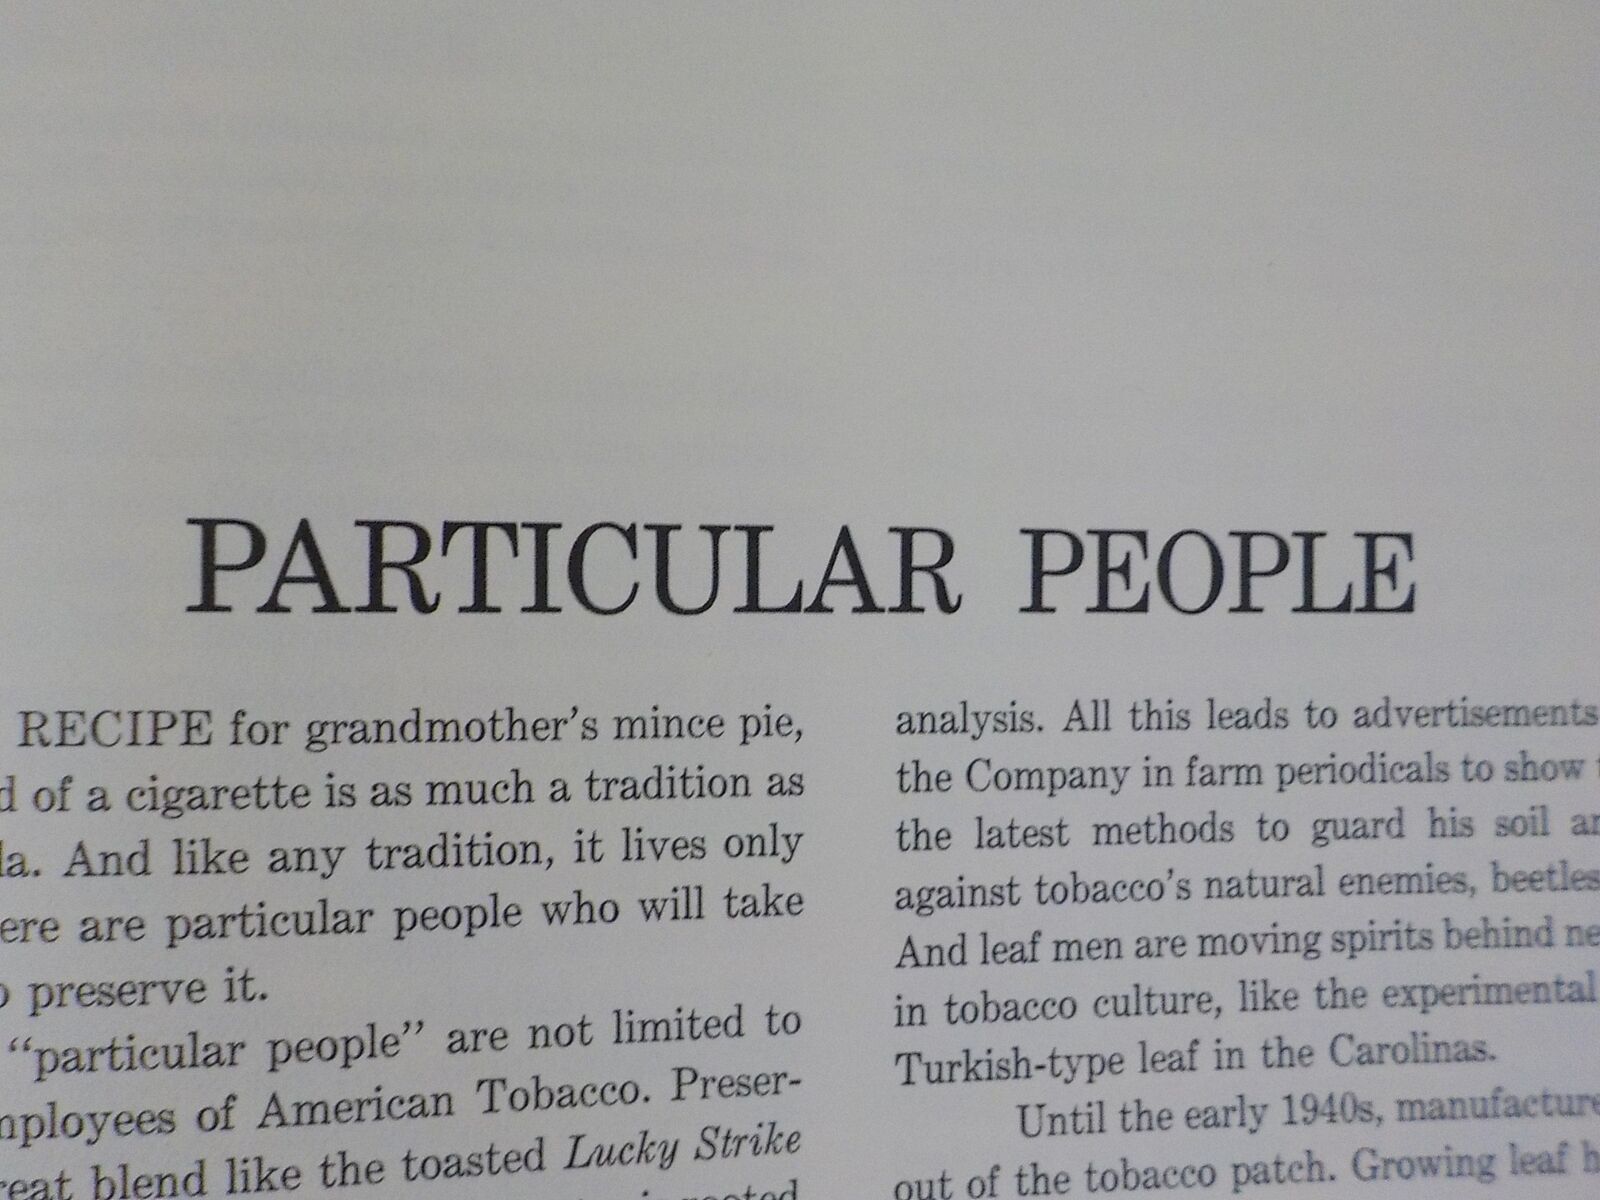 PARTICULAR PEOPLE
RECIPE for grandmother's mince pie,
of a cigarette is as much a tradition as
And like any tradition, it lives only
are particular people who will take
preserve it.
“particular people” are not limited to
of American Tobacco. Preser-
blend like the toasted Lucky Strike
analysis. All this leads to advertisements
the Company in farm periodicals to show
the latest methods to guard his soil
against tobacco's natural enemies, beetles
And leaf men are moving spirits behind
in tobacco culture, like the experimental
Turkish-type leaf in the Carolinas.
Until the early 1940s,
out of the tobacco patch. Growing leaf